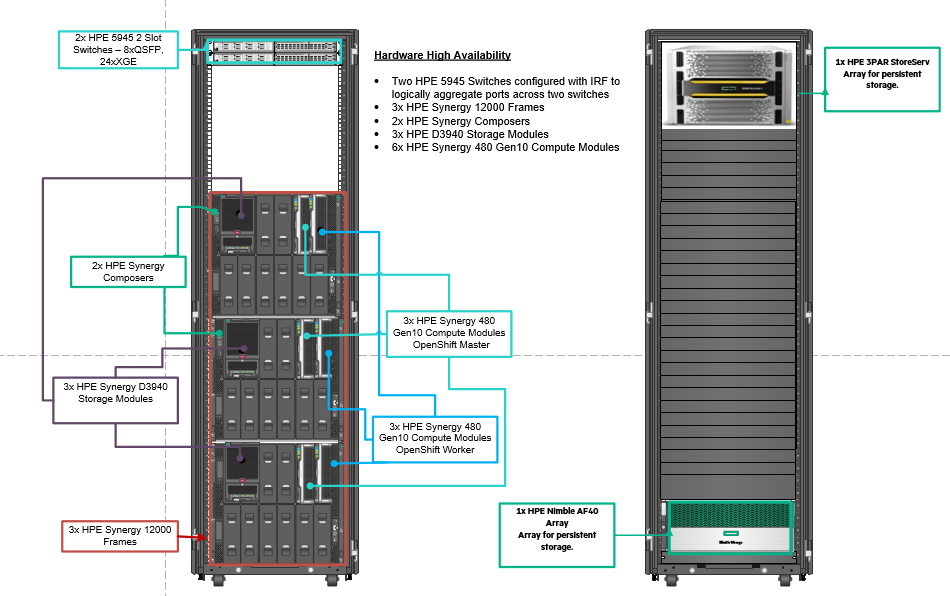 2x HPE 5945 2 Slot
Switches – 8xQSFP,
24xXGE
Hardware High Availability
• Two HPE 5945 Switches configured with IRF to
logically aggregate ports across two switches
• 3x HPE Synergy 12000 Frames
• 2x HPE Synergy Composers
• 3x HPE D3940 Storage Modules
• 6x HPE Synergy 480 Gen10 Compute Modules
1x HPE 3PAR StoreServ
Array for persistent
storage.
2x HPE Synergy
Composers
3x HPE Synergy 480
Gen10 Compute Modules
OpenShift Master
3x HPE Synergy D3940
Storage Modules
3x HPE Synergy 480
Gen10 Compute Modules
OpenShift Worker
3x HPE Synergy 12000
Frames
1x HPE Nimble AF40
Array
Array for persistent
storage.